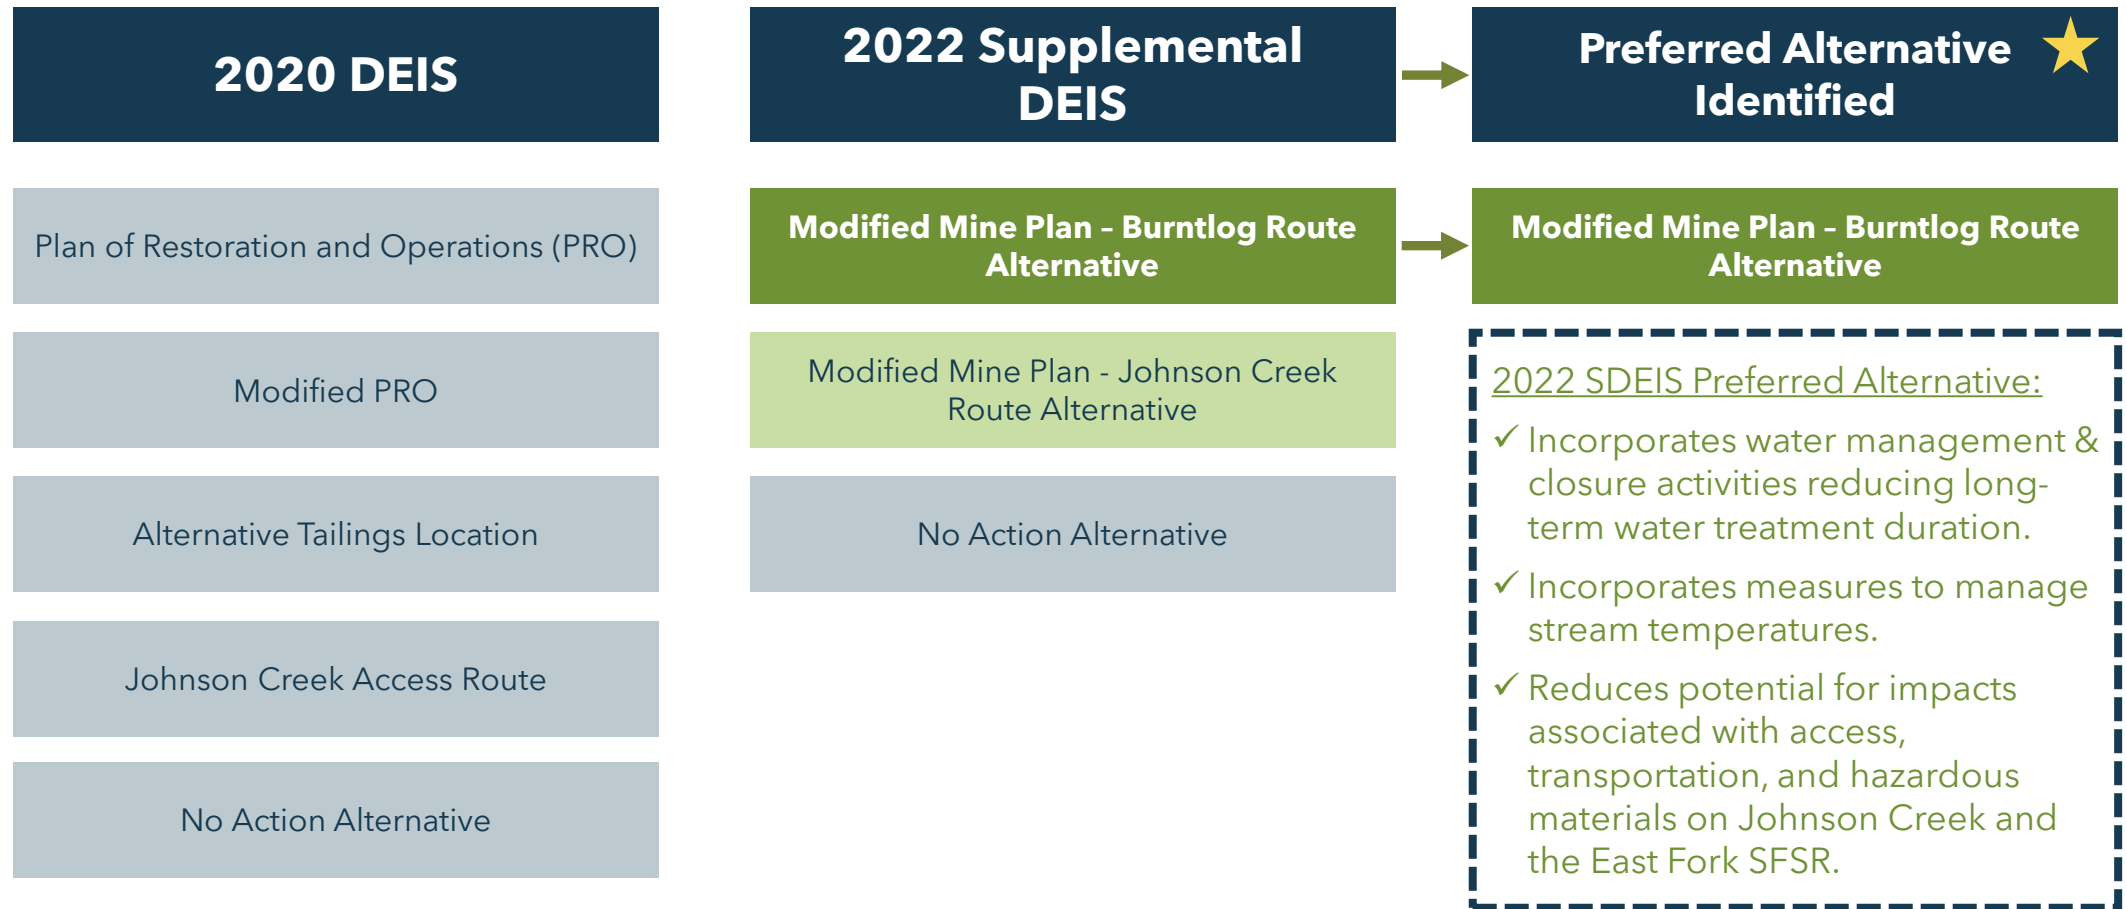 2020 DEIS
Plan of Restoration and Operations (PRO)
Modified PRO
Alternative Tailings Location
Johnson Creek Access Route
No Action Alternative
2022 Supplemental
DEIS
Modified Mine Plan – Burntlog Route
Alternative
Modified Mine Plan - Johnson Creek
Route Alternative
No Action Alternative
Preferred Alternative
Identified
Modified Mine Plan – Burntlog Route
Alternative
2022 SDEIS Preferred Alternative:
✓ Incorporates water management &
closure activities reducing long-
term water treatment duration.
✓ Incorporates measures to manage
stream temperatures.
✓ Reduces potential for impacts
associated with access,
transportation, and hazardous
materials on Johnson Creek and
the East Fork SFSR.